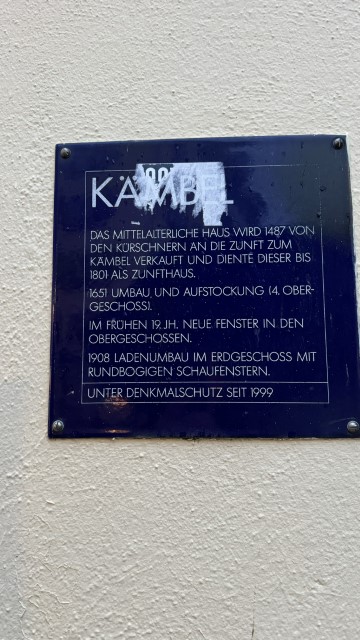 KÄMBEL
DAS MITTELALTERLICHE HAUS WIRD 1487 VON
DEN KÜRSCHNERN AN DIE ZUNFT ZUM
KÄMBEL VERKAUFT UND DIENTE DIESER BIS
1801 ALS ZUNFTHAUS.
1651 UMBAU UND AUFSTOCKUNG (4. OBER-
GESCHOSS).
IM FRÜHEN 19. JH. NEUE FENSTER IN DEN
OBERGESCHOSSEN.
1908 LADENUMBAU IM ERDGESCHOSS MIT
RUNDBOGIGEN SCHAUFENSTERN.
UNTER DENKMALSCHUTZ SEIT 1999